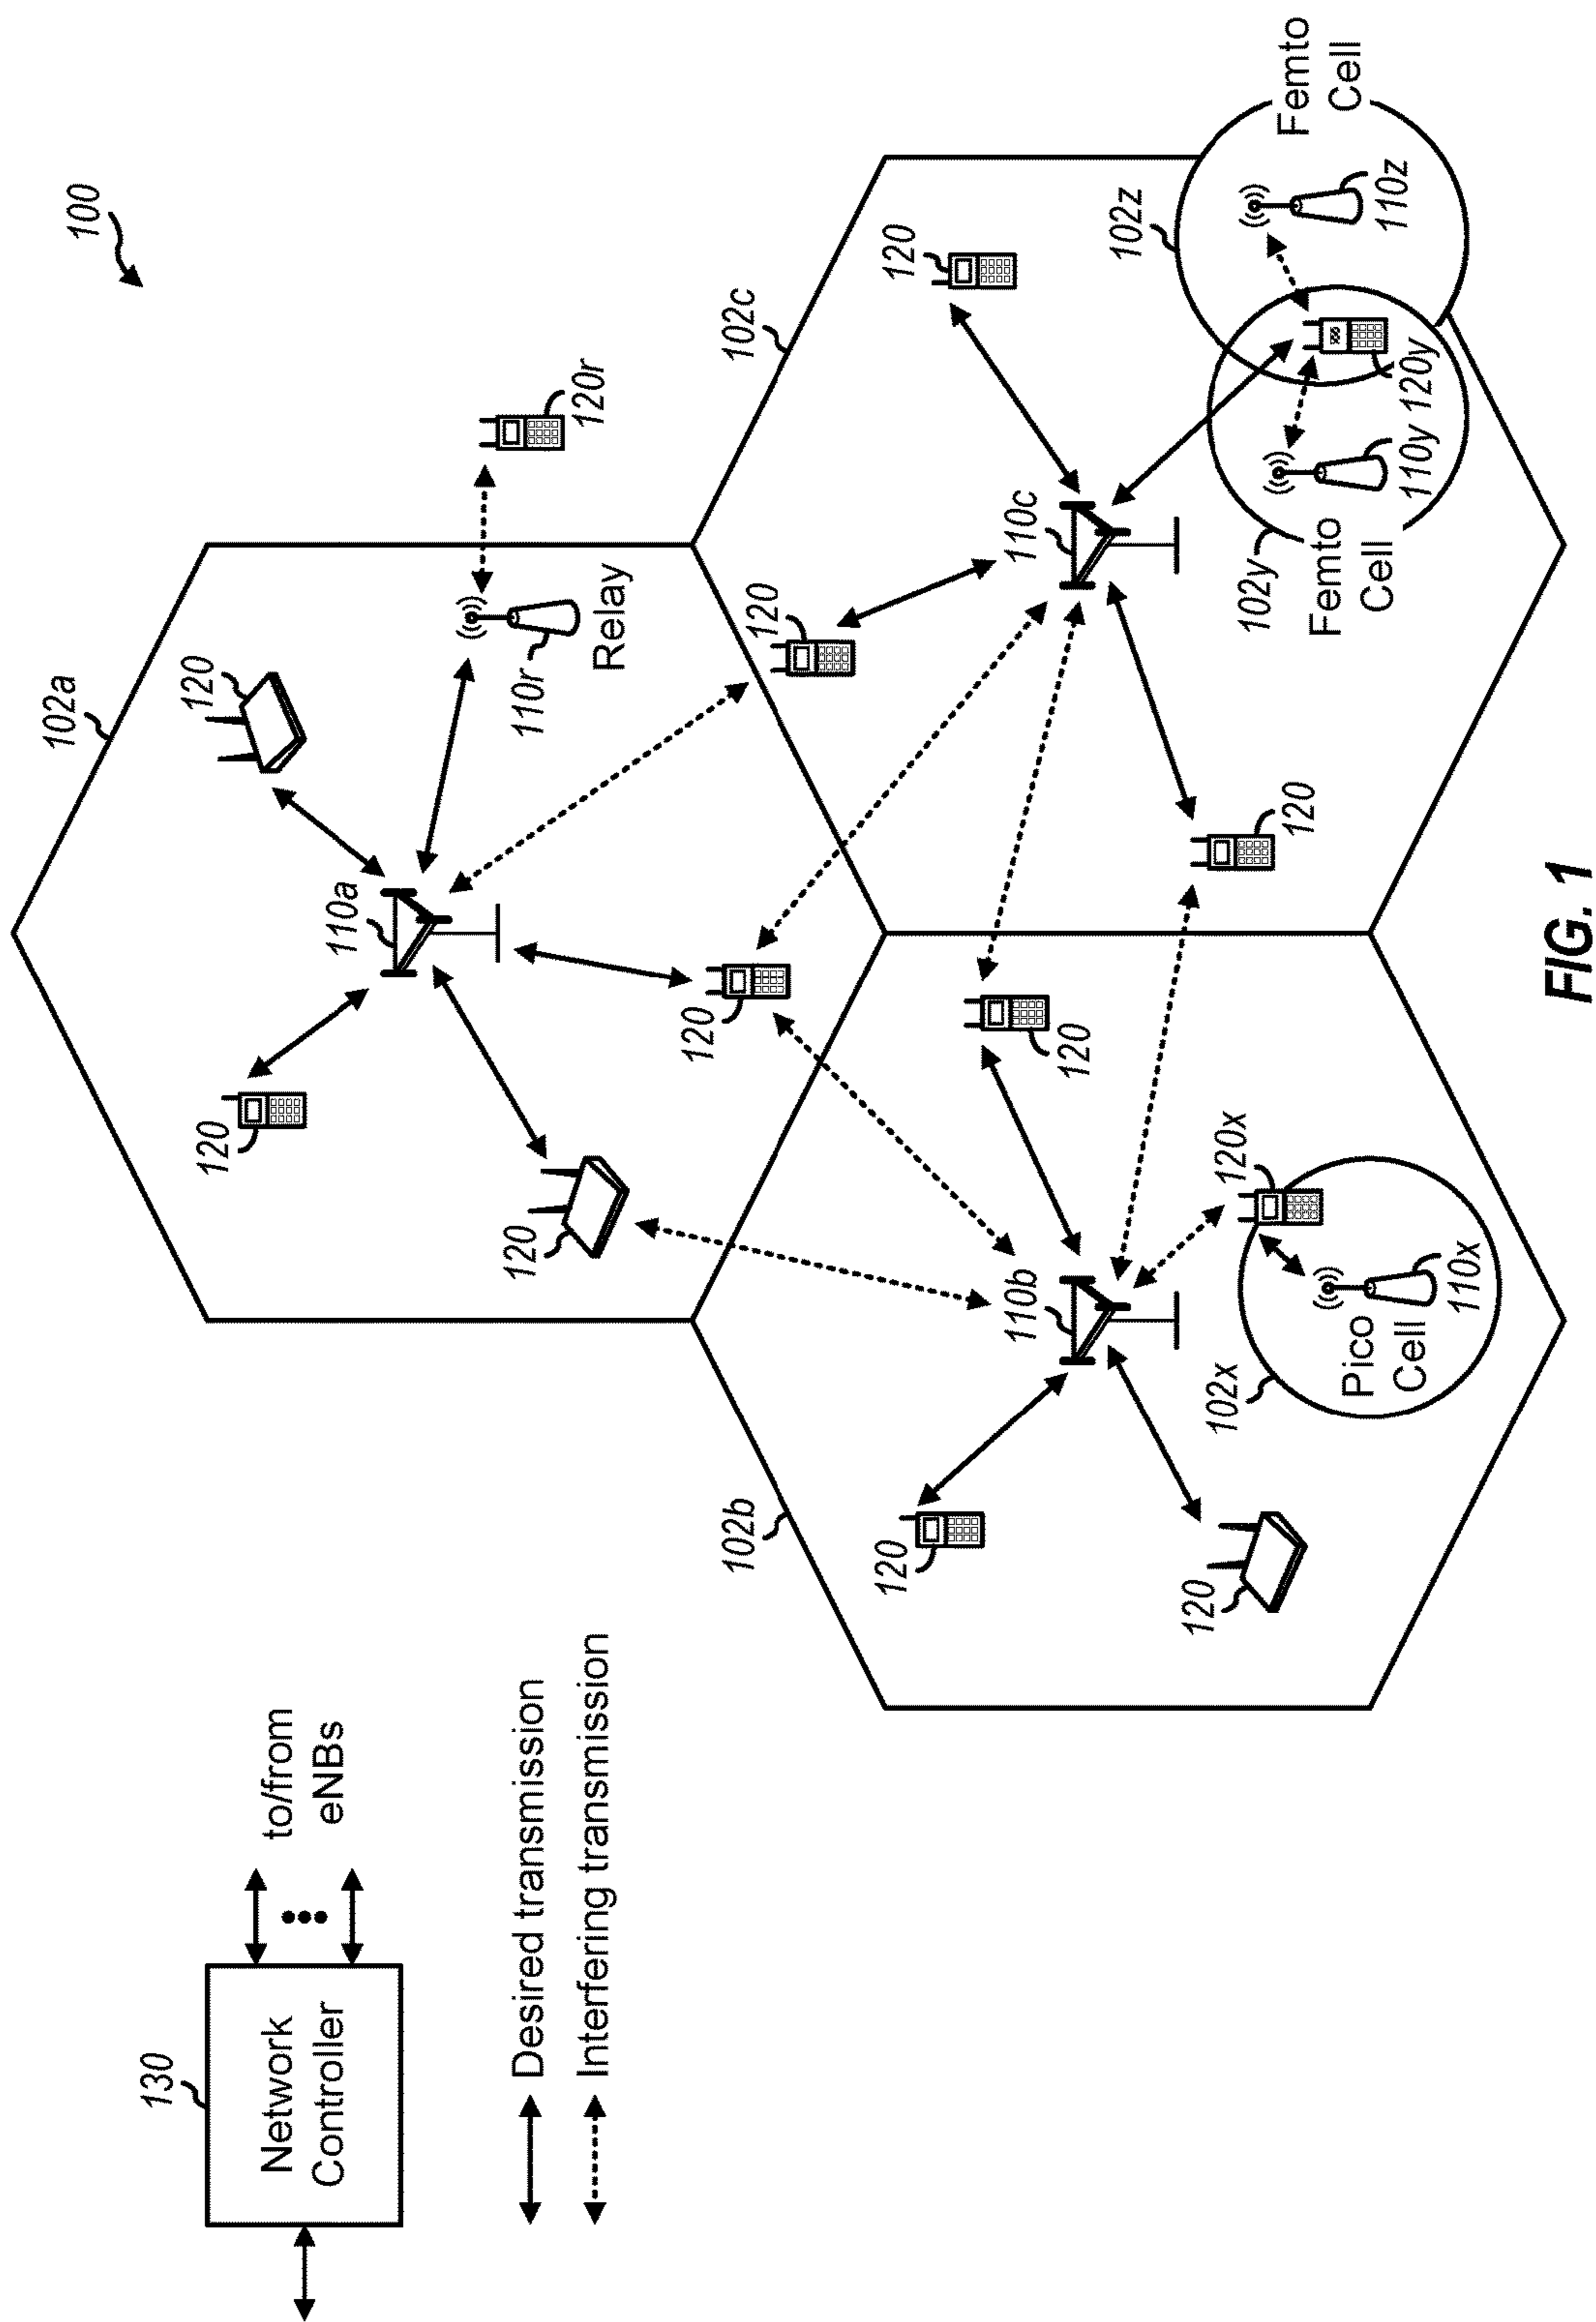 100
102a
130
Network
Controller
to/from
eNBs
120
120
110a
Desired transmission
Interfering transmission
120
110r
Relay
120r
120
120
102b
102c
120
120
110b
110c
120
102z
120
102x
120x
120
102y
Femto
Cell
Pico
Cell
110x
Femto
Cell
110y
120y
110z
FIG. 1